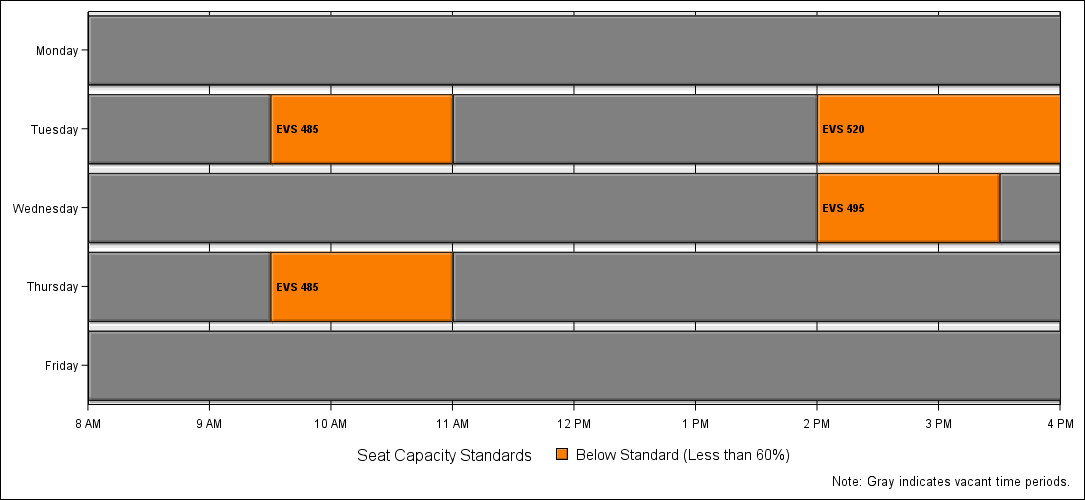 Monday
Tuesday
EVS 485
EVS 520
Wednesday
EVS 495
Thursday
EVS 485
Friday
8 AM 9 AM 10 AM 11 AM 12 PM 1 PM 2 PM 3 PM 4 PM
Seat Capacity Standards Below Standard (Less than 60%)
Note: Gray indicates vacant time periods.